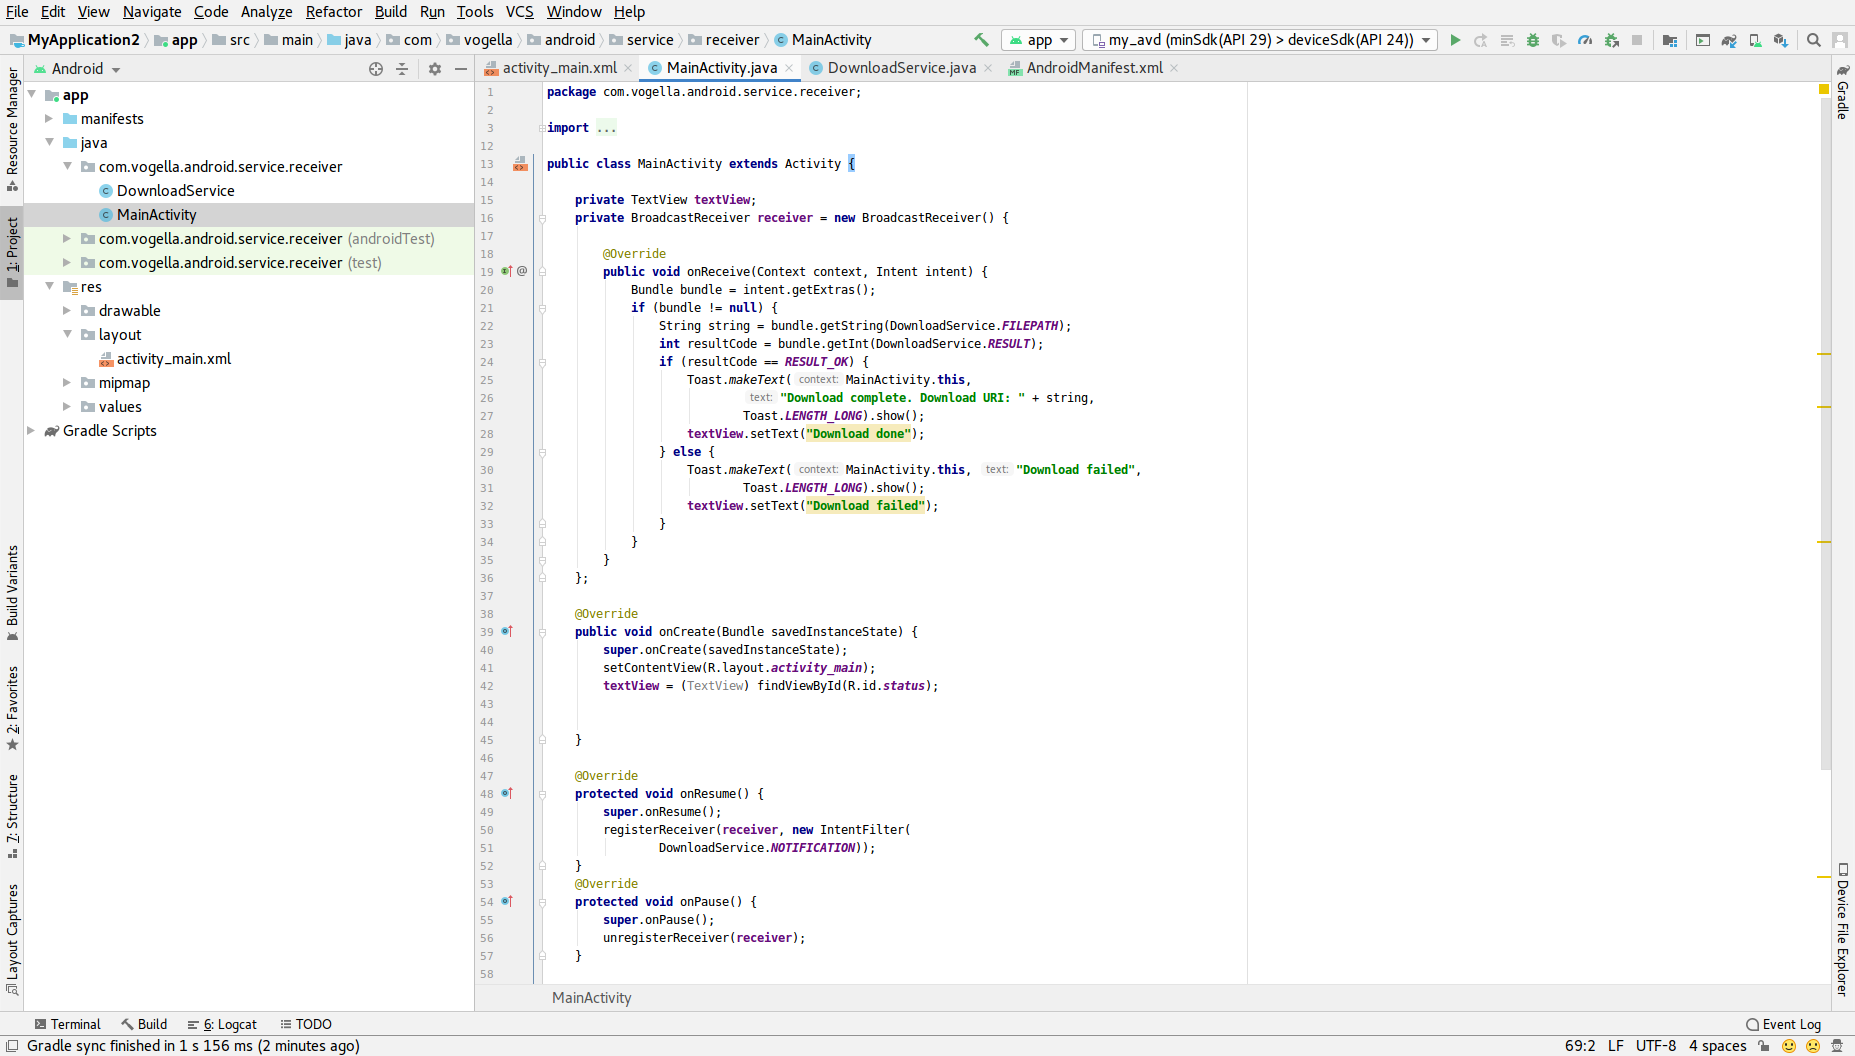 File Edit View Navigate Code Analyze Refactor Build Run Tools VCS Window Help
MyApplication2 app src main java com vogella android service receiver MainActivity app my_avd (minSdk(API 29) > deviceSdk(API 24))
Android
activity_main.xml MainActivity.java DownloadService.java AndroidManifest.xml
Resource Manager
1: Project
Build Variants
2: Favorites
7: Structure
Layout Captures
app
manifests
java
com.vogella.android.service.receiver
DownloadService
MainActivity
com.vogella.android.service.receiver (androidTest)
com.vogella.android.service.receiver (test)
res
drawable
layout
activity_main.xml
mipmap
values
Gradle Scripts
1 package com.vogella.android.service.receiver;
2
3 import ...
12
13 public class MainActivity extends Activity {
14
15 private TextView textView;
16 private BroadcastReceiver receiver = new BroadcastReceiver() {
17
18 @Override
19 @ public void onReceive(Context context, Intent intent) {
20 Bundle bundle = intent.getExtras();
21 if (bundle != null) {
22 String string = bundle.getString(DownloadService.FILEPATH);
23 int resultCode = bundle.getInt(DownloadService.RESULT);
24 if (resultCode == RESULT_OK) {
25 Toast.makeText( context: MainActivity.this,
26 text: "Download complete. Download URI: " + string,
27 Toast.LENGTH_LONG).show();
28 textView.setText("Download done");
29 } else {
30 Toast.makeText( context: MainActivity.this, text: "Download failed",
31 Toast.LENGTH_LONG).show();
32 textView.setText("Download failed");
33 }
34 }
35 }
36 };
37
38 @Override
39 public void onCreate(Bundle savedInstanceState) {
40 super.onCreate(savedInstanceState);
41 setContentView(R.layout.activity_main);
42 textView = (TextView) findViewById(R.id.status);
43
44
45 }
46
47 @Override
48 protected void onResume() {
49 super.onResume();
50 registerReceiver(receiver, new IntentFilter(
51 DownloadService.NOTIFICATION));
52 }
53 @Override
54 protected void onPause() {
55 super.onPause();
56 unregisterReceiver(receiver);
57 }
58
MainActivity
Gradle
Device File Explorer
Terminal Build 6: Logcat TODO Event Log
Gradle sync finished in 1 s 156 ms (2 minutes ago) 69:2 LF UTF-8 4 spaces